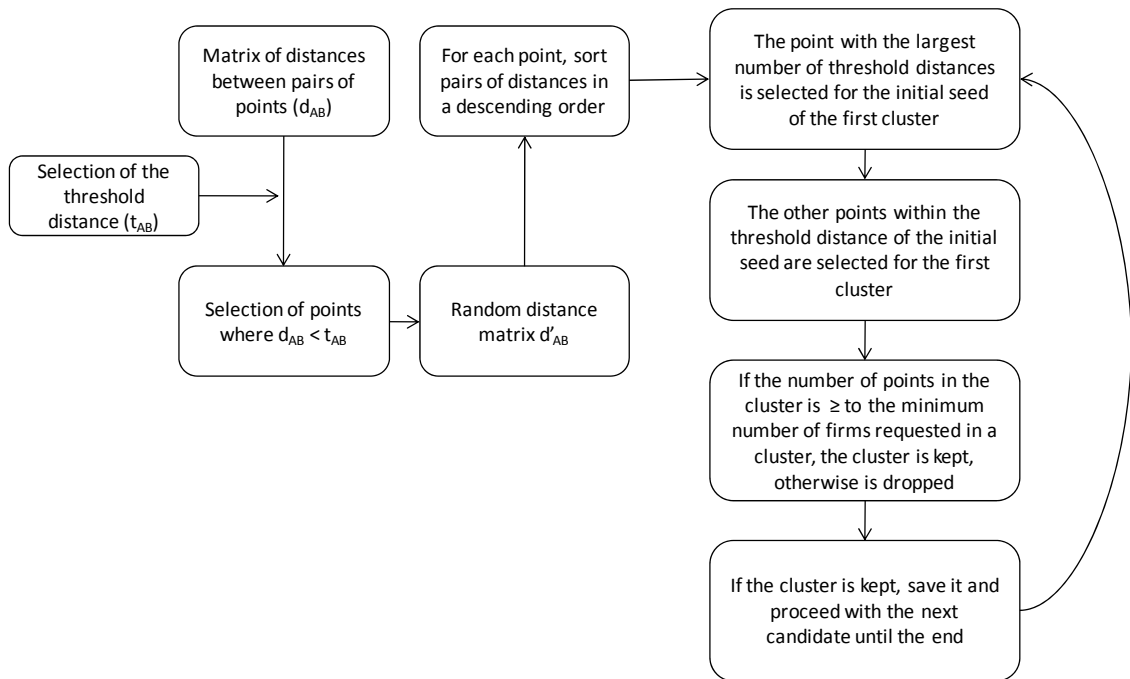 Matrix of distances
between pairs of
points (dAB)
Selection of the
threshold
distance (tAB)
Selection of points
where dAB < tAB
Random distance
matrix d'AB
For each point, sort
pairs of distances in
a descending order
The point with the largest
number of threshold distances
is selected for the initial seed
of the first cluster
The other points within the
threshold distance of the initial
seed are selected for the first
cluster
If the number of points in the
cluster is ≥ to the minimum
number of firms requested in a
cluster, the cluster is kept,
otherwise is dropped
If the cluster is kept, save it and
proceed with the next
candidate until the end